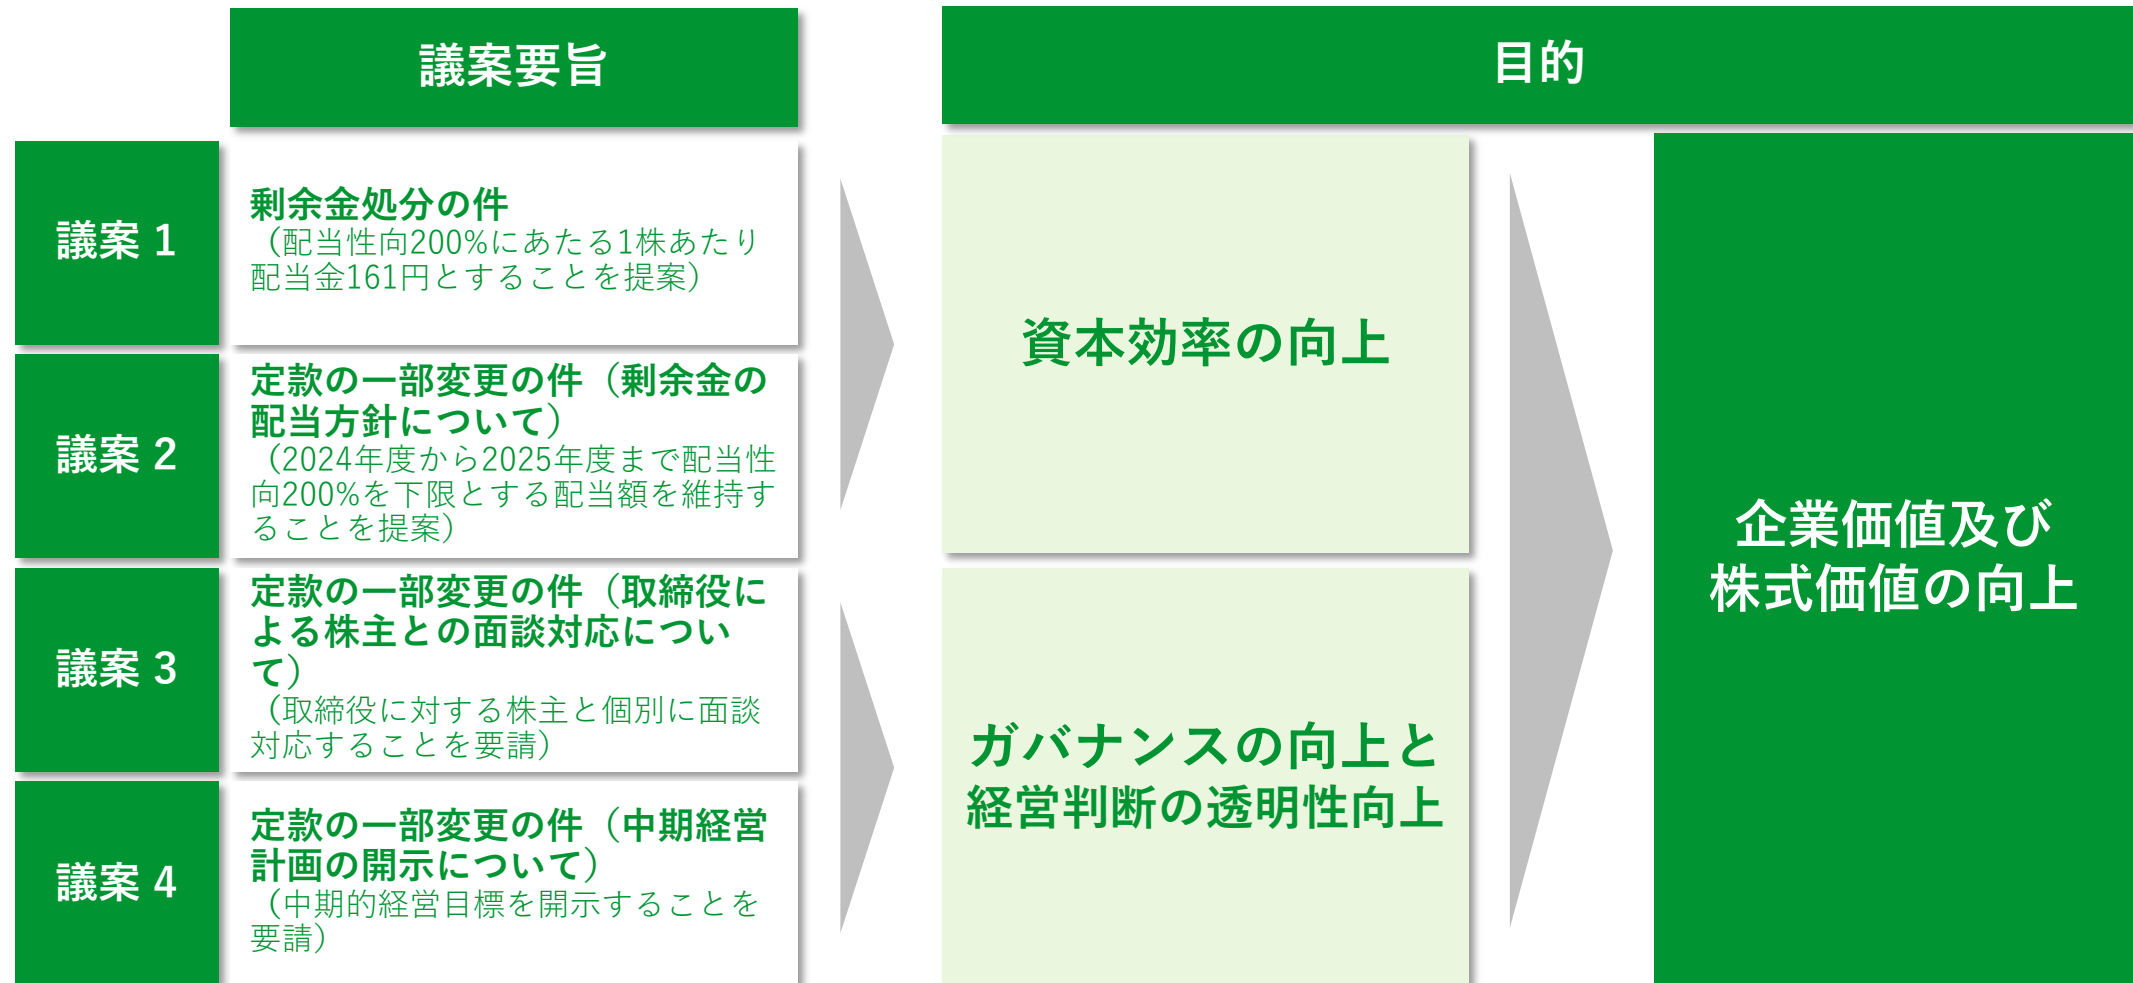 議案要旨
目的
議案 1
剰余金処分の件
（配当性向200%にあたる1株あたり
配当金161円とすることを提案）
議案 2
定款の一部変更の件（剰余金の
配当方針について）
（2024年度から2025年度まで配当性
向200%を下限とする配当額を維持す
ることを提案）
議案 3
定款の一部変更の件（取締役に
よる株主との面談対応につい
て）
（取締役に対する株主と個別に面談
対応することを要請）
議案 4
定款の一部変更の件（中期経営
計画の開示について）
（中期的経営目標を開示することを
要請）
資本効率の向上
ガバナンスの向上と
経営判断の透明性向上
企業価値及び
株式価値の向上